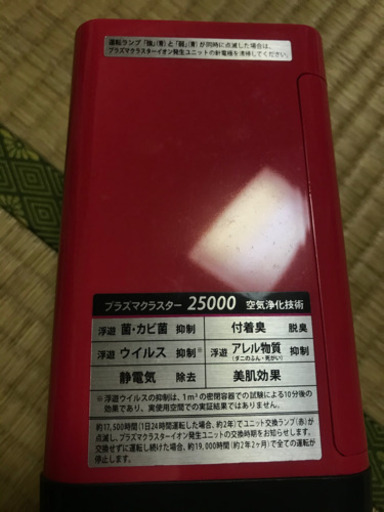 運転ランプ「強」(青)と「弱」(青)が同時に点滅した場合は、
プラズマクラスターイオン発生ユニットの針電極を清掃してください。
プラズマクラスター 25000 空気浄化技術
浮遊 菌・カビ菌 抑制 付着臭 脱臭
浮遊 ウイルス 抑制※ 浮遊 アレル物質 抑制
(ダニのふん・死がい)
静電気 除去 美肌効果
※浮遊ウイルスの抑制は、1m³の密閉容器での試験による10分後の
効果であり、実使用空間での実証結果ではありません。
約17,500時間(1日24時間運転した場合、約2年)でユニット交換ランプ(赤)が
点滅し、プラズマクラスターイオン発生ユニットの交換時期をお知らせします。
交換せずに運転し続けた場合、約19,000時間(約2年2ヶ月)で全ての運転
が停止します。